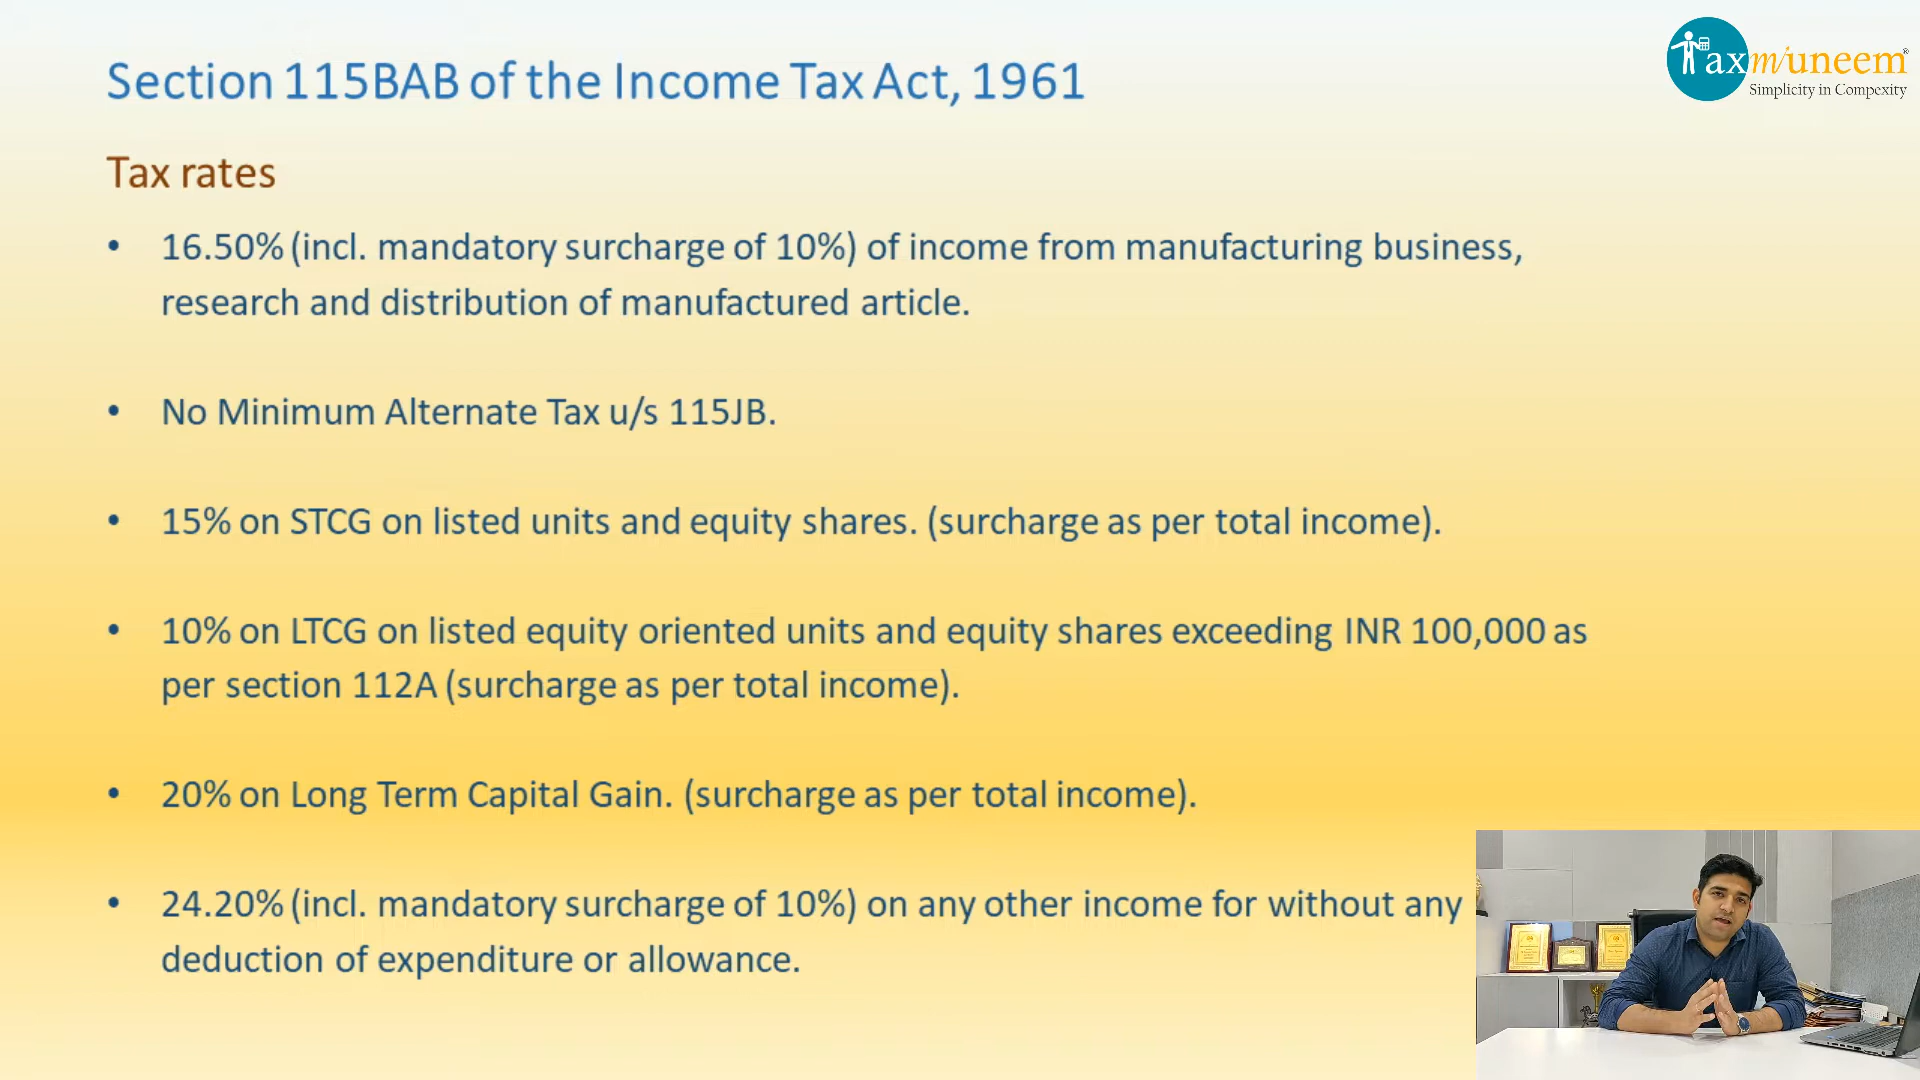 Section 115BAB of the Income Tax Act, 1961
Taxm/uneem®
Simplicity in Compexity
Tax rates
• 16.50% (incl. mandatory surcharge of 10%) of income from manufacturing business,
research and distribution of manufactured article.
• No Minimum Alternate Tax u/s 115JB.
• 15% on STCG on listed units and equity shares. (surcharge as per total income).
• 10% on LTCG on listed equity oriented units and equity shares exceeding INR 100,000 as
per section 112A (surcharge as per total income).
• 20% on Long Term Capital Gain. (surcharge as per total income).
• 24.20% (incl. mandatory surcharge of 10%) on any other income for without any
deduction of expenditure or allowance.